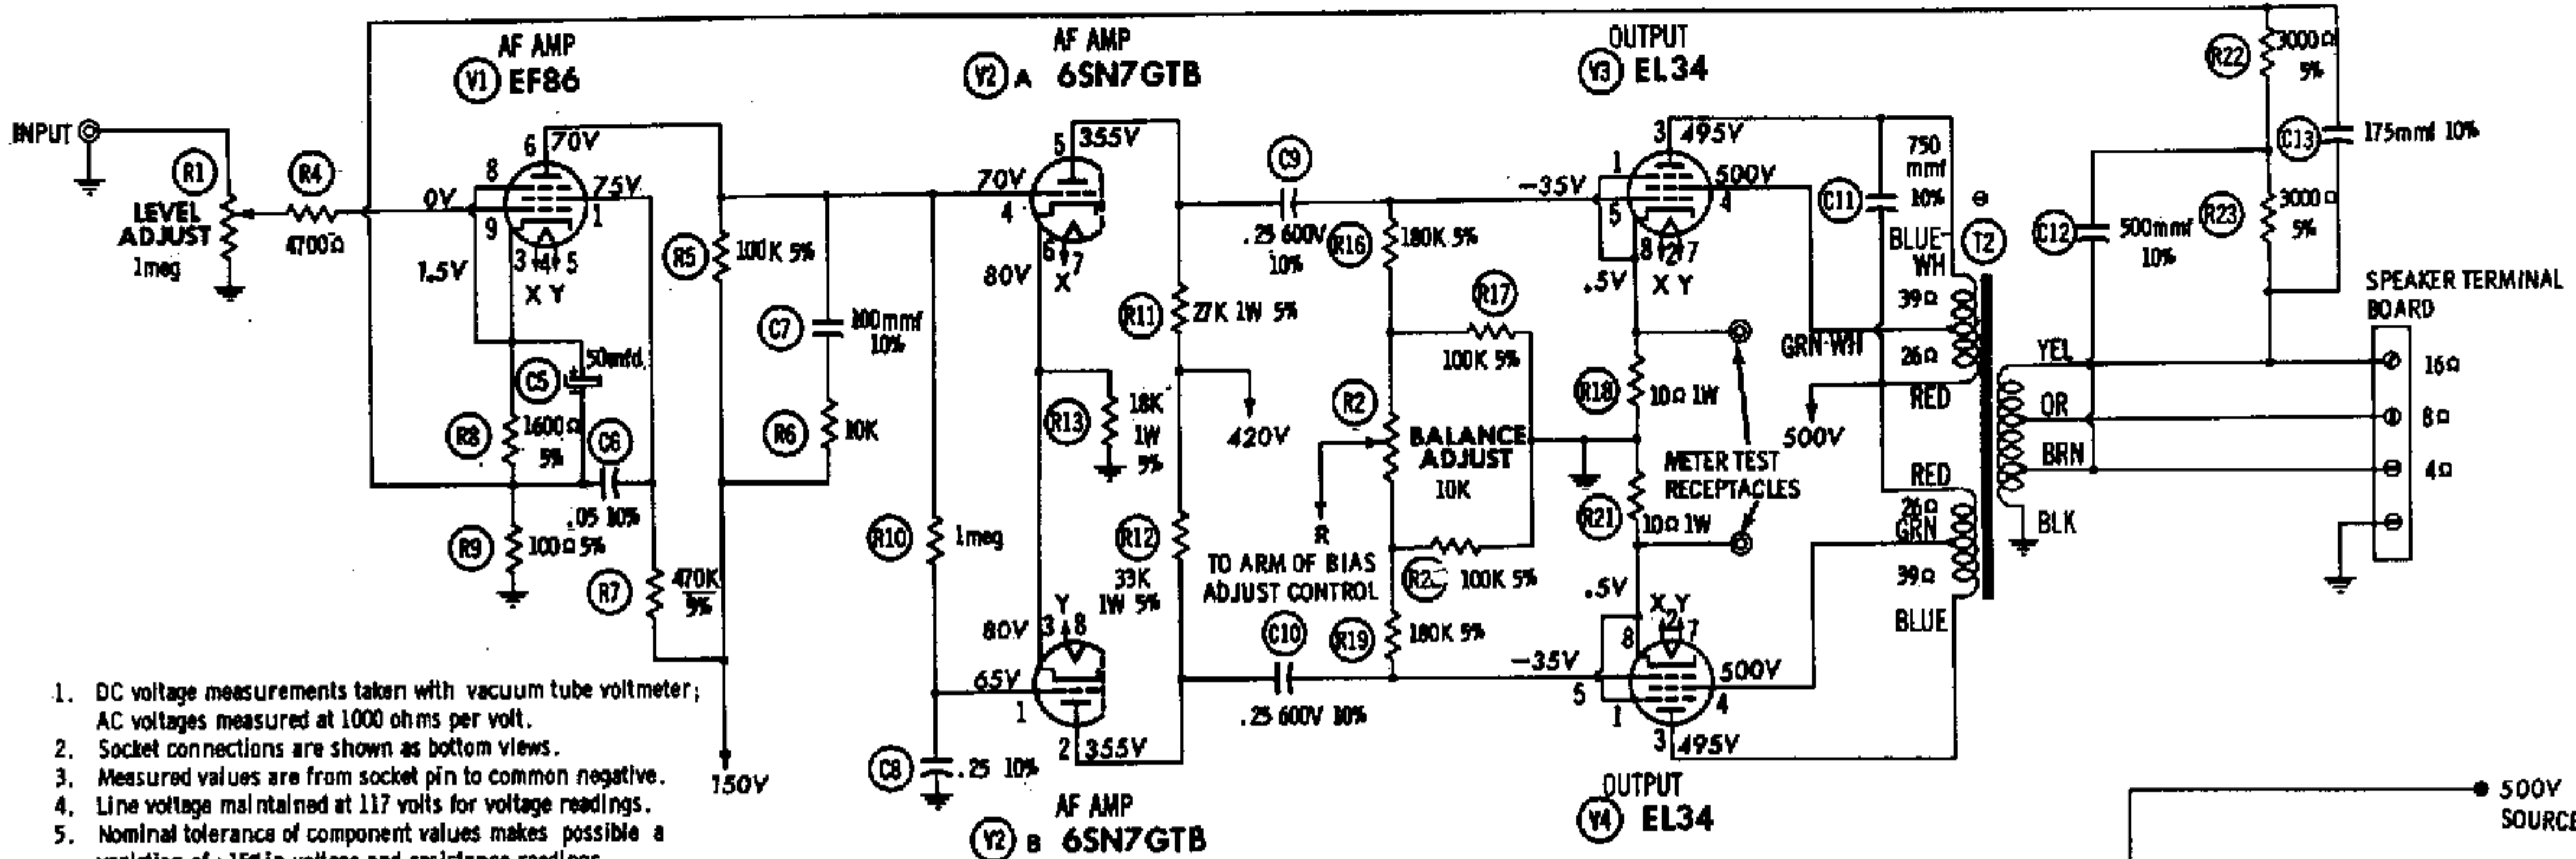 AF AMP
V1 EF86
AF AMP
V2 A 6SN7GTB
OUTPUT
V3 EL34
INPUT
R1
LEVEL
ADJUST
1meg
R4
4700Ω
0V
8
9
6
70V
75V
1
3 4 5
X Y
1.5V
50mfd
C5
R8
1600Ω
5%
C6
.05 10%
R9
100Ω 5%
R7
470K
5%
R5
100K 5%
C7
100mmf
10%
R6
10K
150V
R10
1meg
C8
.25 10%
70V
4
5
355V
6 7
X
80V
R13
18K
1W
5%
R11
27K 1W 5%
420V
R12
33K
1W 5%
80V
Y
3 8
65V
1
2
355V
AF AMP
V2 B 6SN7GTB
C9
.25 600V
10%
R16
180K 5%
R17
100K 5%
R2
BALANCE
ADJUST
10K
R
TO ARM OF BIAS
ADJUST CONTROL
100K 5%
C10
.25 600V 10%
R19
180K 5%
-35V
1
5
3
495V
500V
4
8 2 7
X Y
.5V
R18
10Ω 1W
METER TEST
RECEPTACLES
R21
10Ω 1W
.5V
X Y
8 2 7
-35V
5
1
500V
4
3
495V
OUTPUT
V4 EL34
C11
750
mmf
10%
BLUE-
WH
39Ω
GRN-WH
26Ω
RED
500V
RED
26Ω
GRN
39Ω
BLUE
T2
YEL
OR
BRN
BLK
R22
3000Ω
5%
C13
175mmf 10%
R23
3000Ω
5%
C12
500mmf
10%
SPEAKER TERMINAL
BOARD
16Ω
8Ω
4Ω
500V
SOURCE
1. DC voltage measurements taken with vacuum tube voltmeter;
AC voltages measured at 1000 ohms per volt.
2. Socket connections are shown as bottom views.
3. Measured values are from socket pin to common negative.
4. Line voltage maintained at 117 volts for voltage readings.
5. Nominal tolerance of component values makes possible a